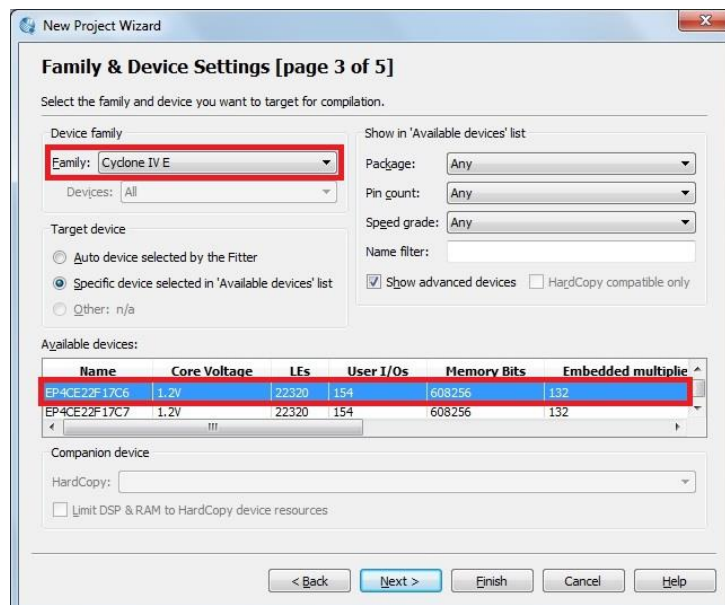 New Project Wizard
Family & Device Settings [page 3 of 5]
Select the family and device you want to target for compilation.
Device family
Family: Cyclone IV E
Devices: All
Show in 'Available devices' list
Package: Any
Pin count: Any
Speed grade: Any
Name filter:
Show advanced devices HardCopy compatible only
Target device
Auto device selected by the Fitter
Specific device selected in 'Available devices' list
Other: n/a
Available devices:
Name Core Voltage LEs User I/Os Memory Bits Embedded multiplie
EP4CE22F17C6 1.2V 22320 154 608256 132
EP4CE22F17C7 1.2V 22320 154 608256 132
Companion device
HardCopy:
Limit DSP & RAM to HardCopy device resources
< Back Next > Finish Cancel Help